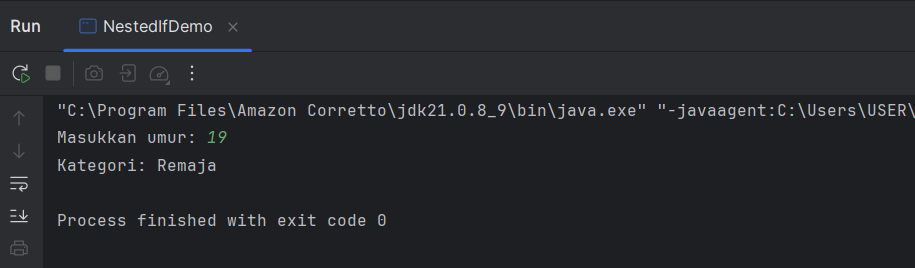 Run NestedIfDemo
"C:\Program Files\Amazon Corretto\jdk21.0.8_9\bin\java.exe" "-javaagent:C:\Users\USER\
Masukkan umur: 19
Kategori: Remaja
Process finished with exit code 0